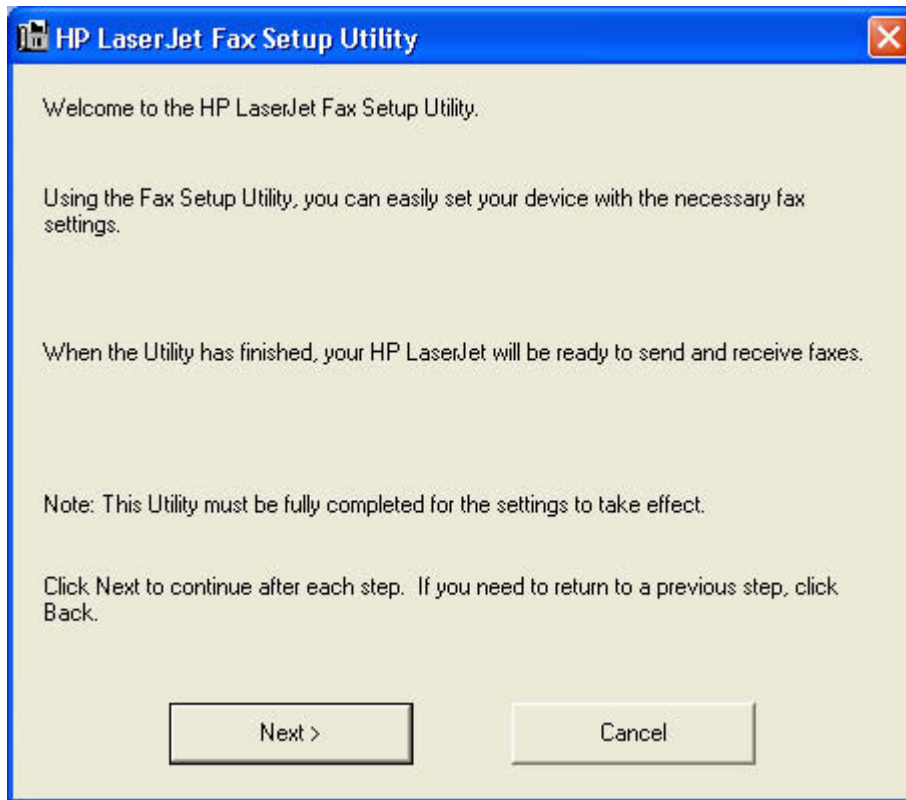 HP LaserJet Fax Setup Utility
Welcome to the HP LaserJet Fax Setup Utility.
Using the Fax Setup Utility, you can easily set your device with the necessary fax
settings.
When the Utility has finished, your HP LaserJet will be ready to send and receive faxes.
Note: This Utility must be fully completed for the settings to take effect.
Click Next to continue after each step.  If you need to return to a previous step, click
Back.
Next >
Cancel